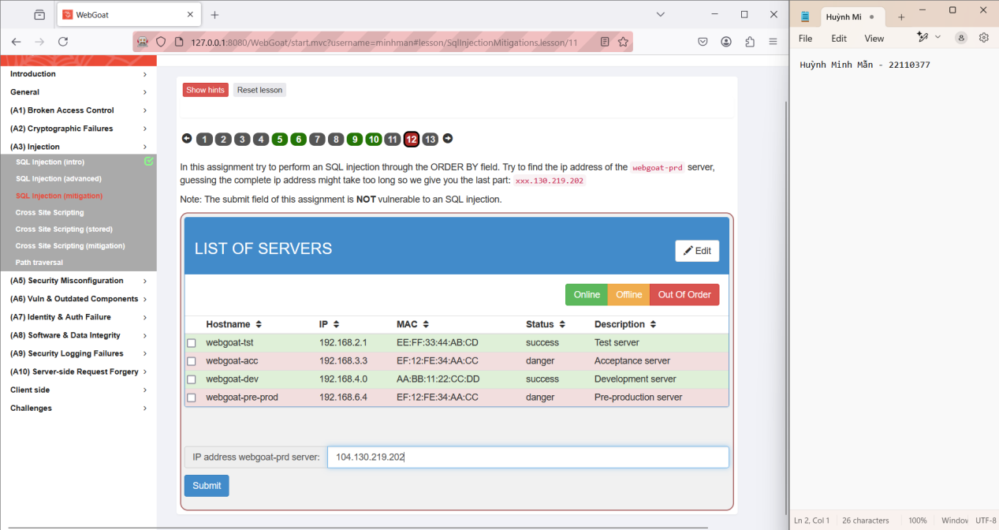 WebGoat
Huỳnh Mi
127.0.0.1:8080/WebGoat/start.mvc?username=minhman#lesson/SqlInjectionMitigations.lesson/11
File Edit View
Huỳnh Minh Mẫn - 22110377
Introduction
General
(A1) Broken Access Control
(A2) Cryptographic Failures
(A3) Injection
SQL Injection (intro)
SQL Injection (advanced)
SQL Injection (mitigation)
Cross Site Scripting
Cross Site Scripting (stored)
Cross Site Scripting (mitigation)
Path traversal
(A5) Security Misconfiguration
(A6) Vuln & Outdated Components
(A7) Identity & Auth Failure
(A8) Software & Data Integrity
(A9) Security Logging Failures
(A10) Server-side Request Forgery
Client side
Challenges
Show hints Reset lesson
1 2 3 4 5 6 7 8 9 10 11 12 13
In this assignment try to perform an SQL injection through the ORDER BY field. Try to find the ip address of the webgoat-prd server,
guessing the complete ip address might take too long so we give you the last part: xxx.130.219.202
Note: The submit field of this assignment is NOT vulnerable to an SQL injection.
LIST OF SERVERS
Edit
Online Offline Out Of Order
Hostname IP MAC Status Description
webgoat-tst 192.168.2.1 EE:FF:33:44:AB:CD success Test server
webgoat-acc 192.168.3.3 EF:12:FE:34:AA:CC danger Acceptance server
webgoat-dev 192.168.4.0 AA:BB:11:22:CC:DD success Development server
webgoat-pre-prod 192.168.6.4 EF:12:FE:34:AA:CC danger Pre-production server
IP address webgoat-prd server: 104.130.219.202
Submit
Ln 2, Col 1 26 characters 100% Window UTF-8